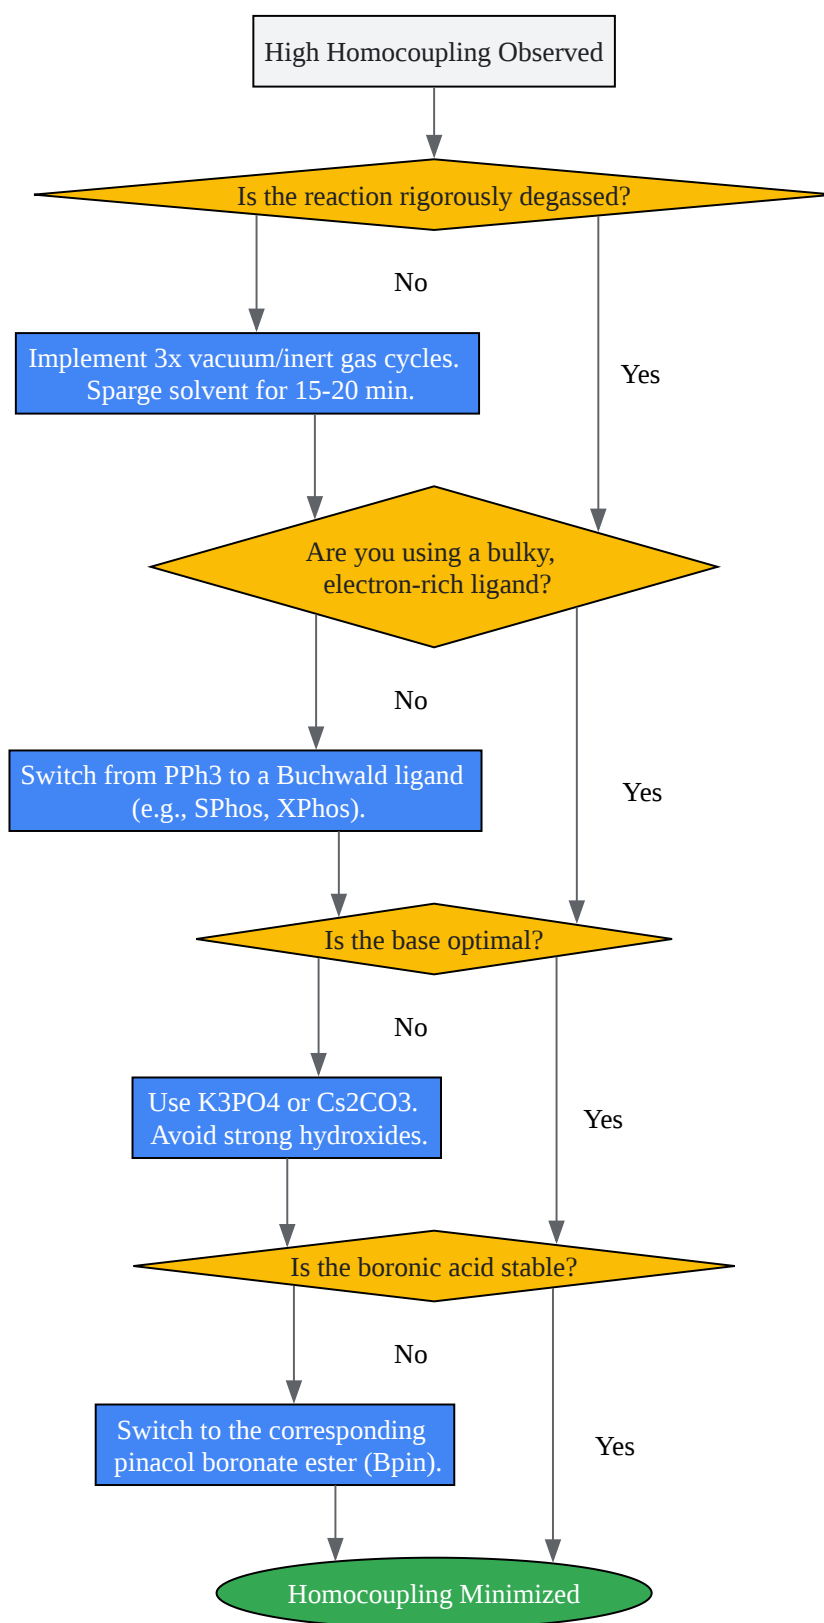 High Homocoupling Observed
Is the reaction rigorously degassed?
No
Implement 3x vacuum/inert gas cycles.
Sparge solvent for 15-20 min.
Yes
Are you using a bulky,
electron-rich ligand?
No
Switch from PPh3 to a Buchwald ligand
(e.g., SPhos, XPhos).
Yes
Is the base optimal?
No
Use K3PO4 or Cs2CO3.
Avoid strong hydroxides.
Yes
Is the boronic acid stable?
No
Switch to the corresponding
pinacol boronate ester (Bpin).
Yes
Homocoupling Minimized